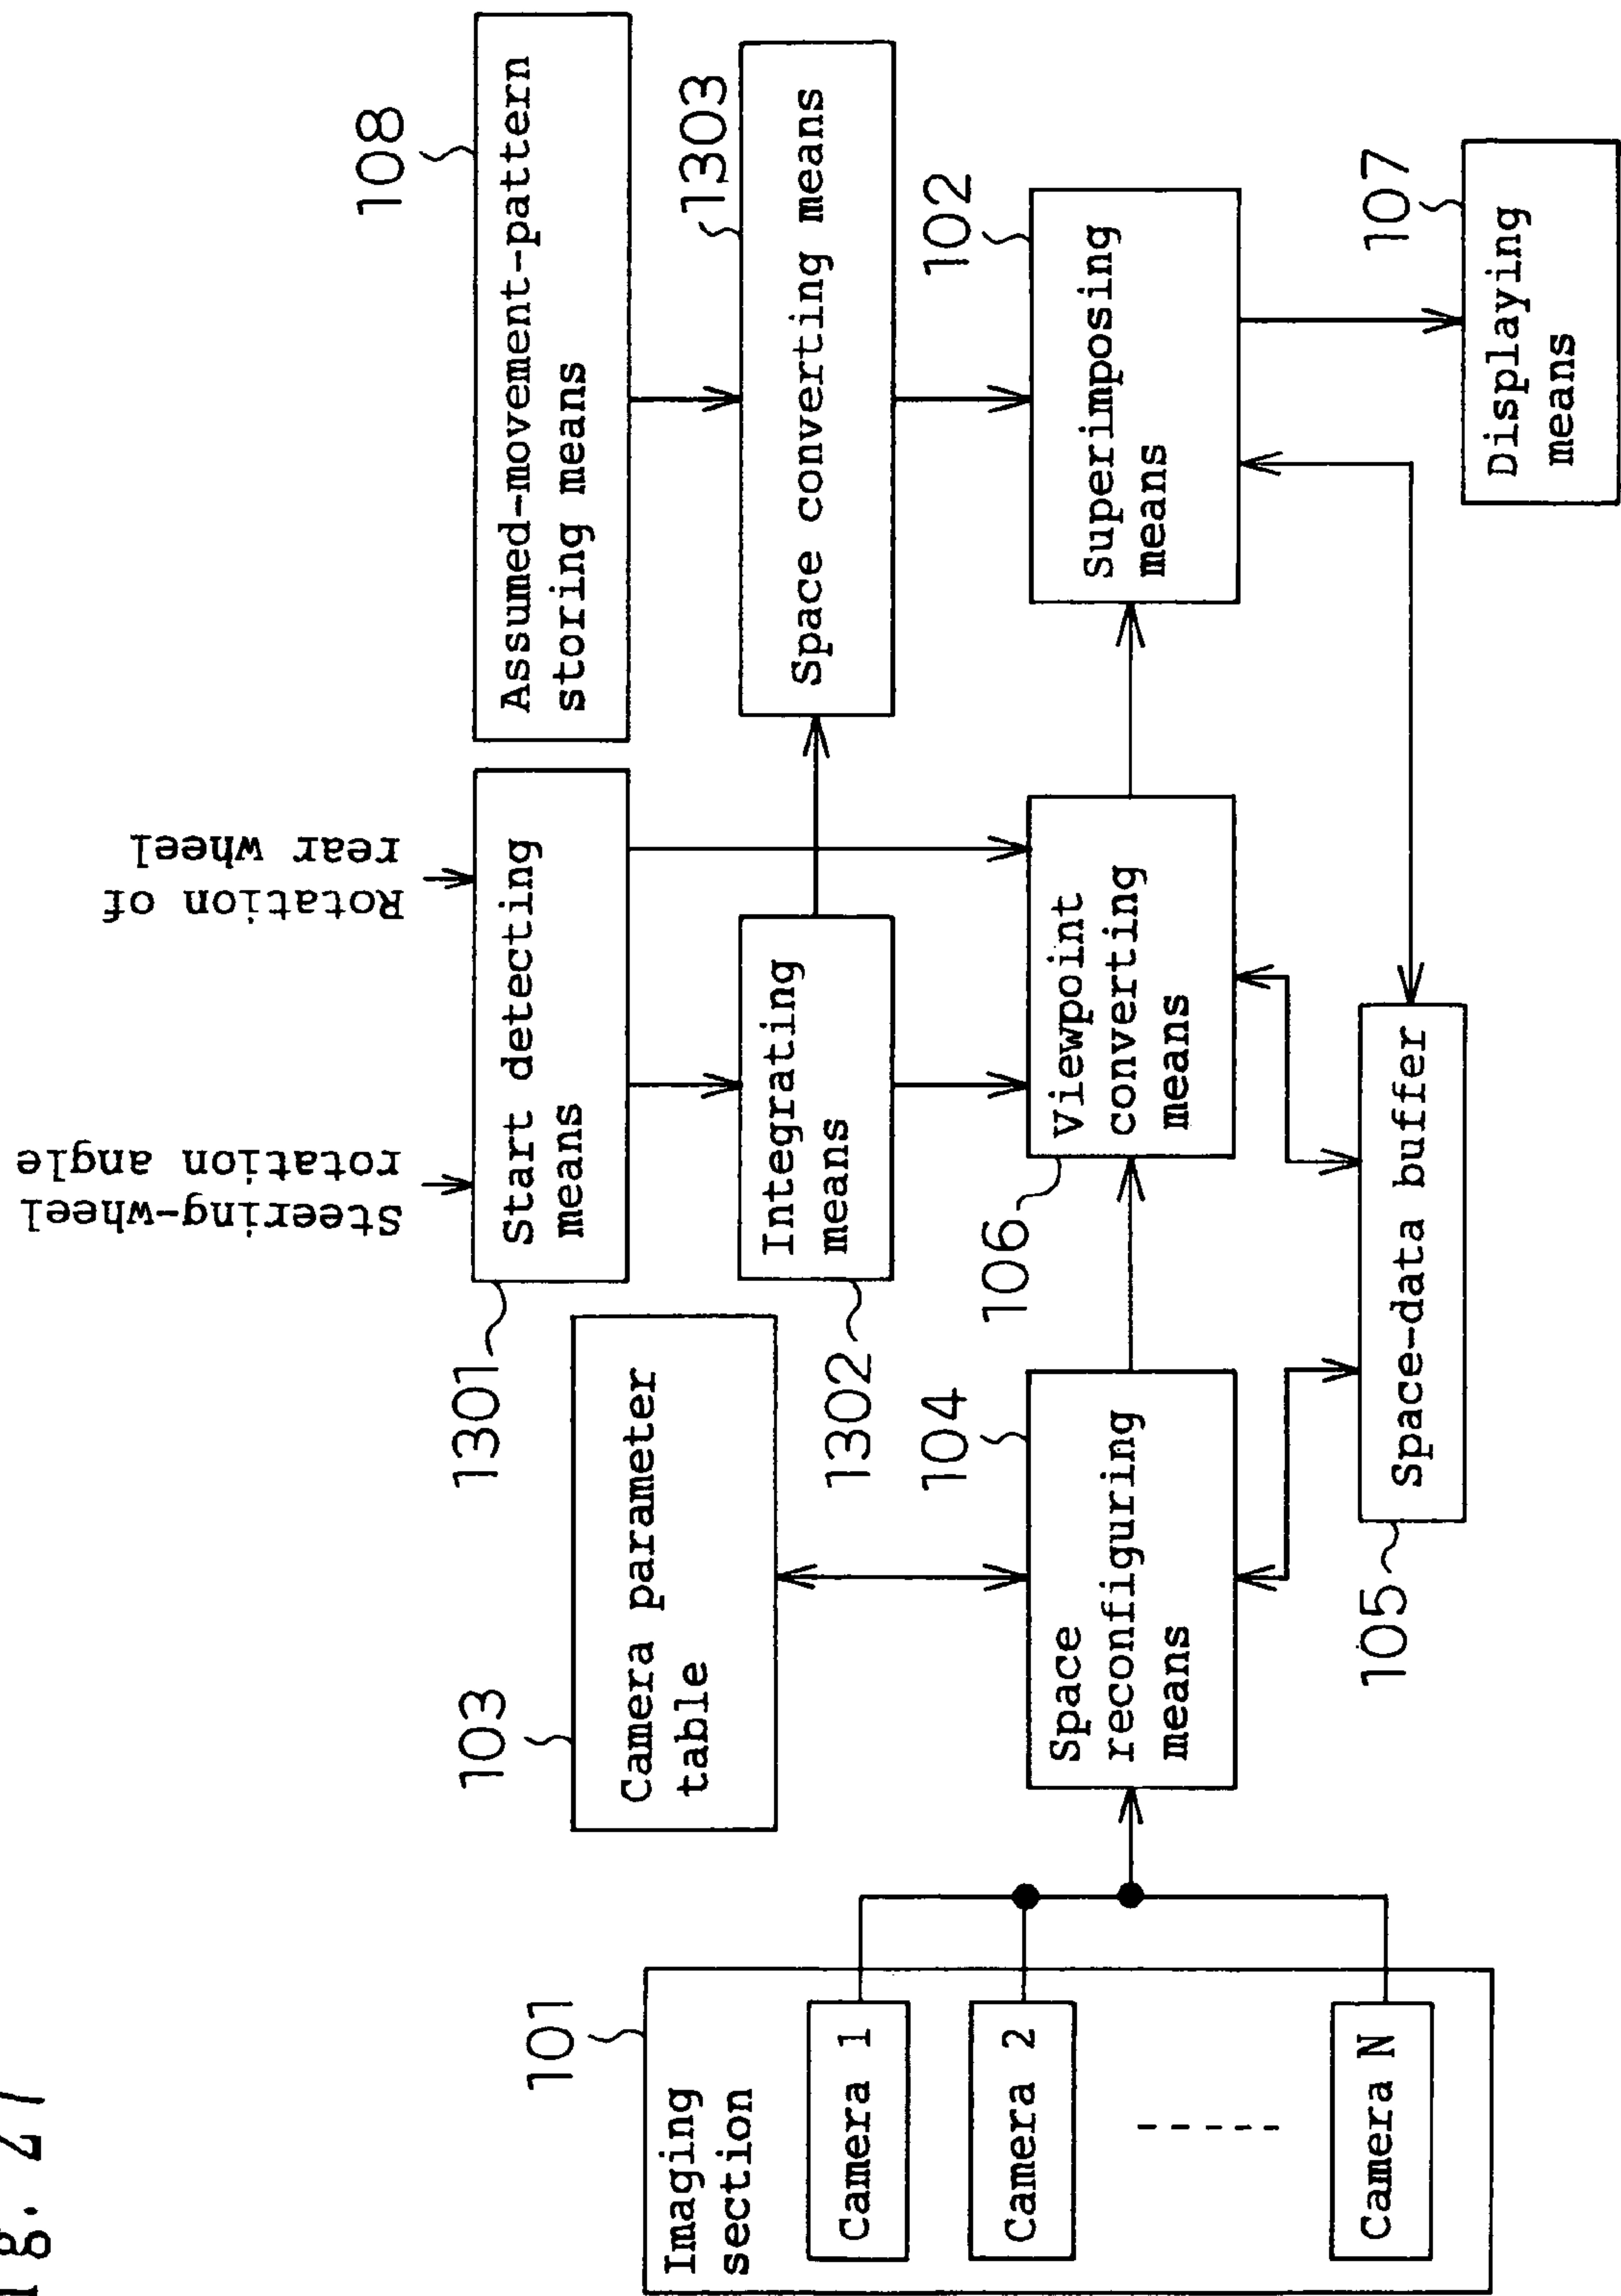 Steering-wheel
rotation angle
Rotation of
rear wheel
1301
Start detecting
means
108
Assumed-movement-pattern
storing means
103
Camera parameter
table
1302
Integrating
means
1303
Space converting means
101
Imaging
section
Camera 1
Camera 2
Camera N
104
Space
reconfiguring
means
106
Viewpoint
converting
means
102
Superimposing
means
105
Space-data buffer
107
Displaying
means